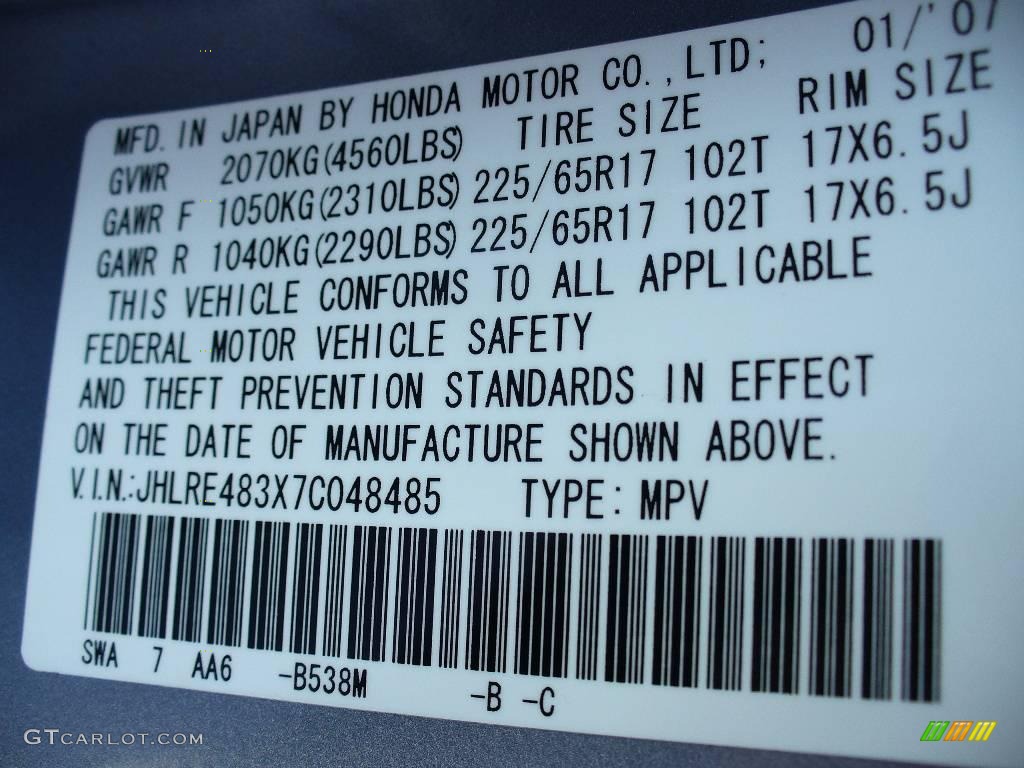 MFD. IN JAPAN BY HONDA MOTOR CO., LTD; 01/'07
GVWR 2070KG(4560LBS) TIRE SIZE RIM SIZE
GAWR F 1050KG(2310LBS) 225/65R17 102T 17X6.5J
GAWR R 1040KG(2290LBS) 225/65R17 102T 17X6.5J
THIS VEHICLE CONFORMS TO ALL APPLICABLE
FEDERAL MOTOR VEHICLE SAFETY
AND THEFT PREVENTION STANDARDS IN EFFECT
ON THE DATE OF MANUFACTURE SHOWN ABOVE.
V.I.N.:JHLRE483X7C048485 TYPE: MPV
SWA 7 AA6 -B538M -B -C
GTCARLOT.COM